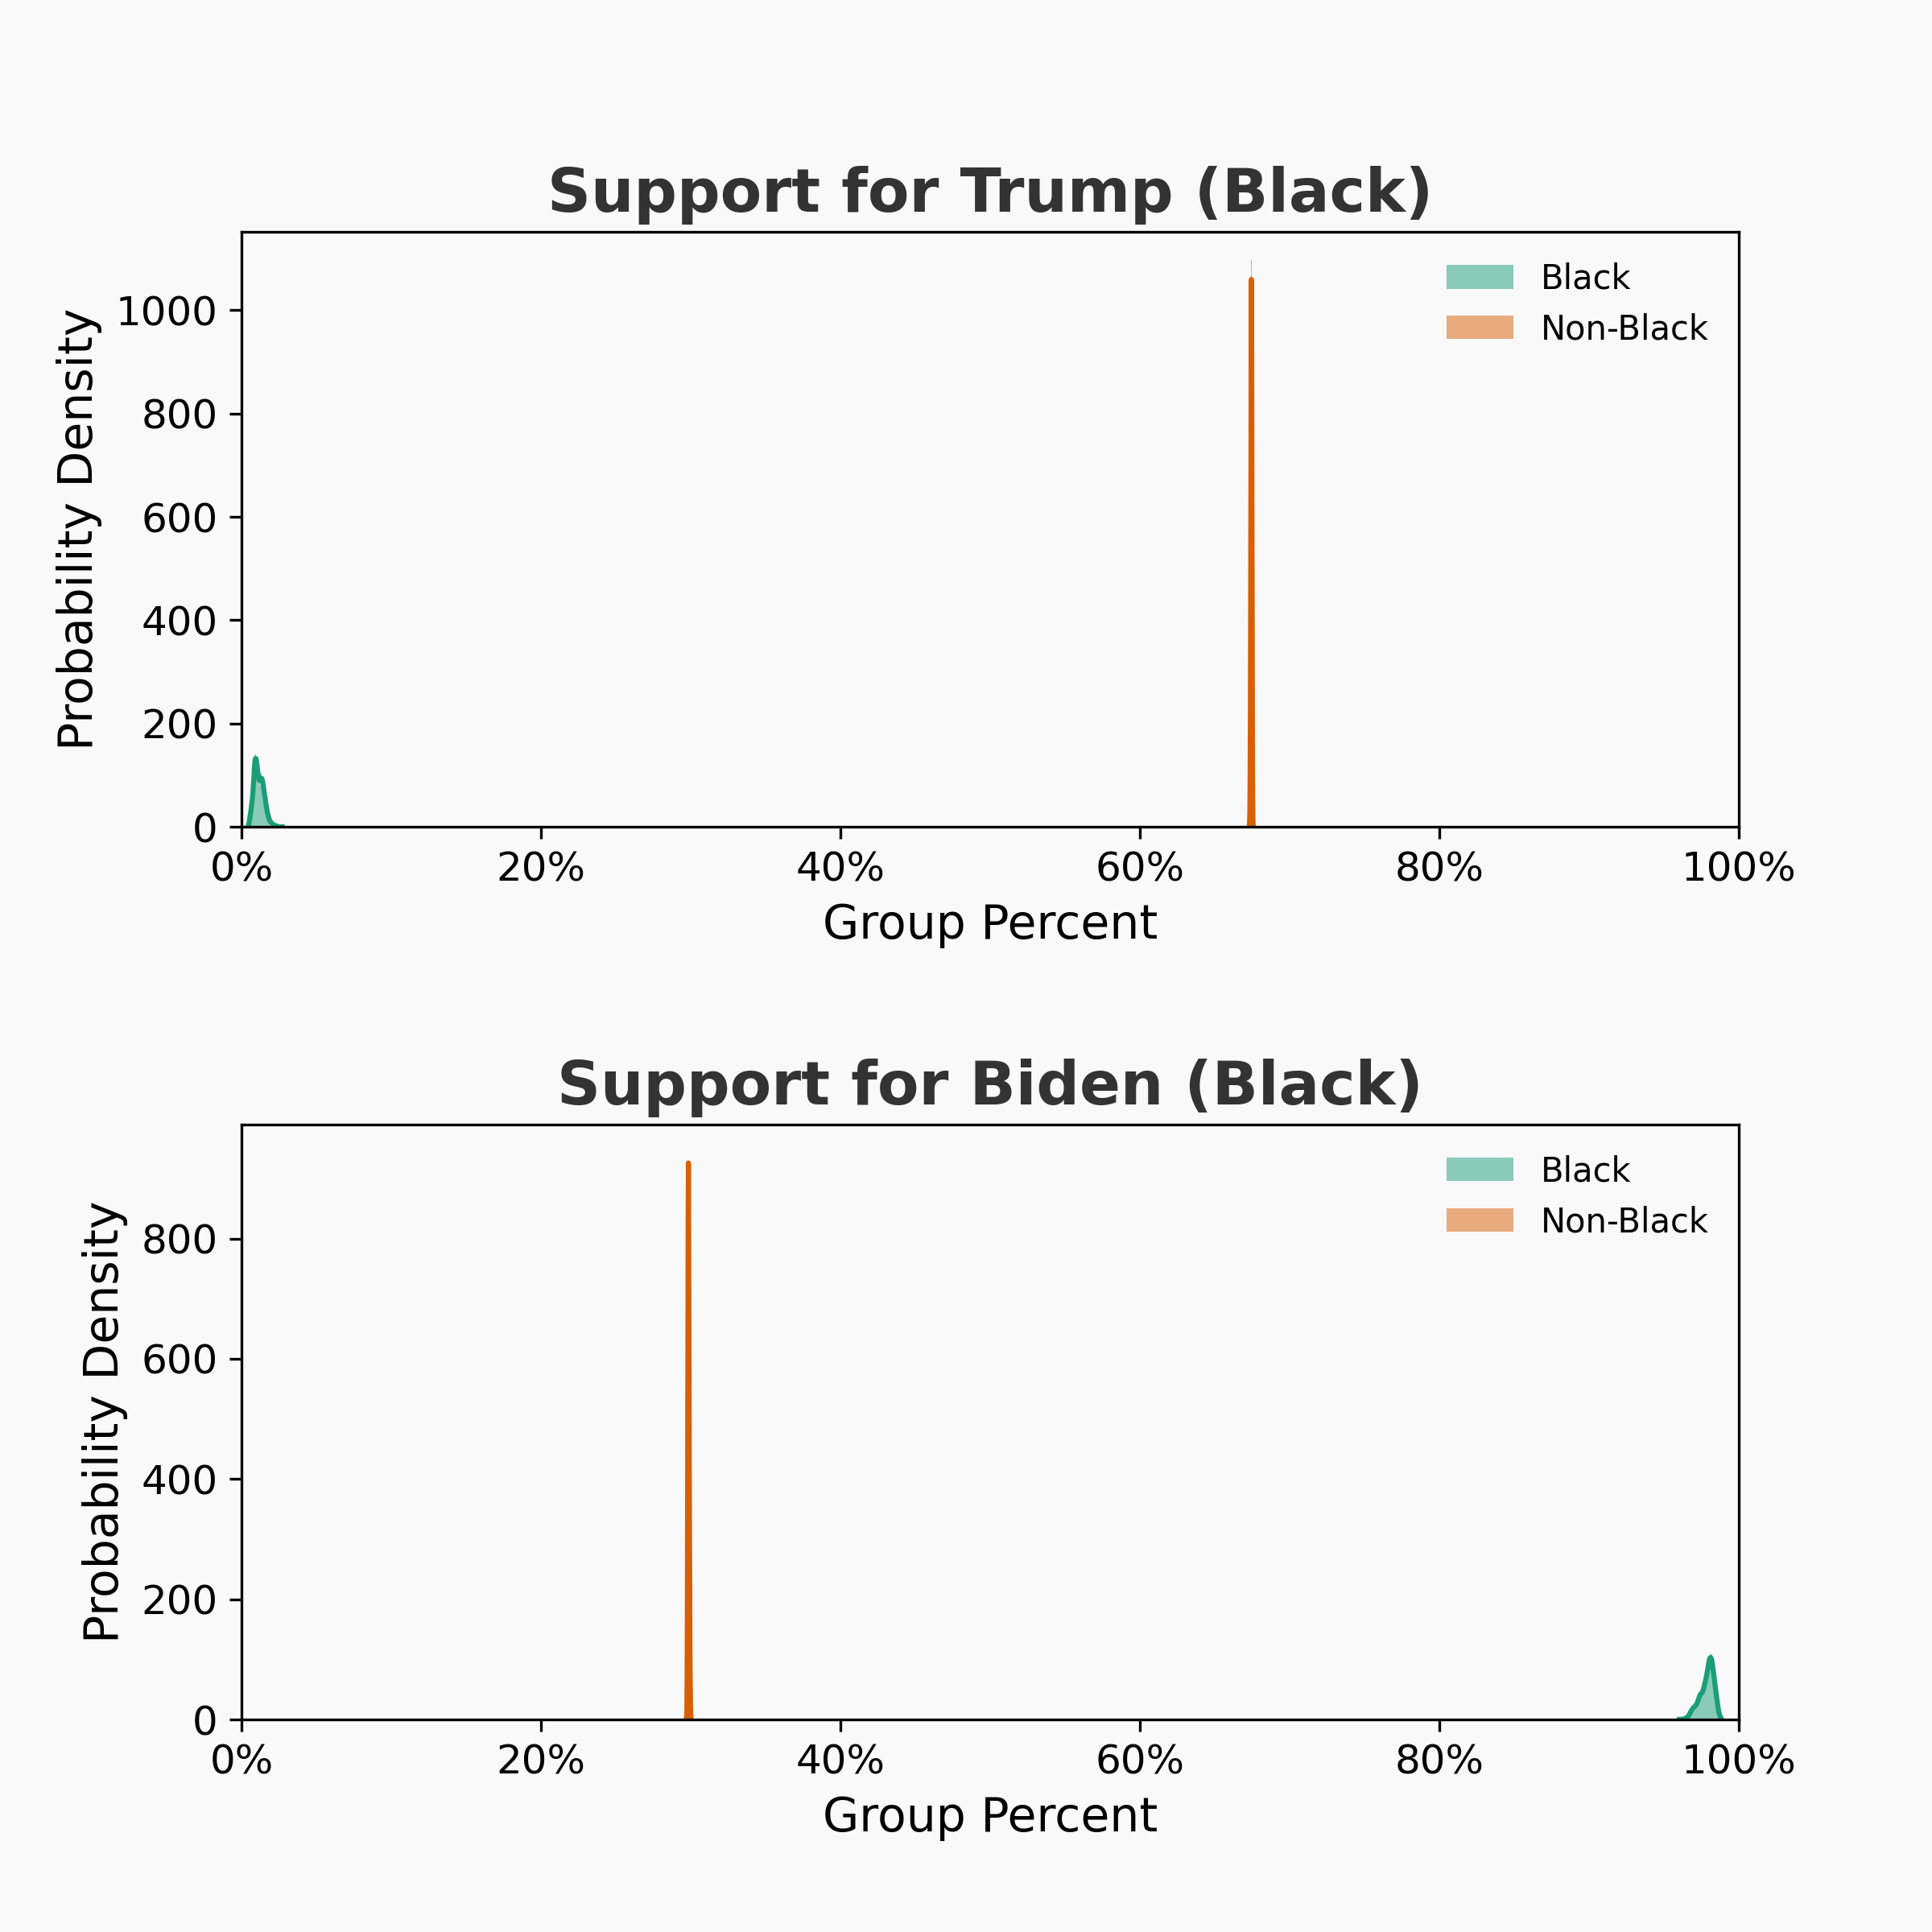 Support for Trump (Black)
Probability Density
1000
800
600
400
200
0
0% 20% 40% 60% 80% 100%
Group Percent
Black
Non-Black
Support for Biden (Black)
Probability Density
800
600
400
200
0
0% 20% 40% 60% 80% 100%
Group Percent
Black
Non-Black